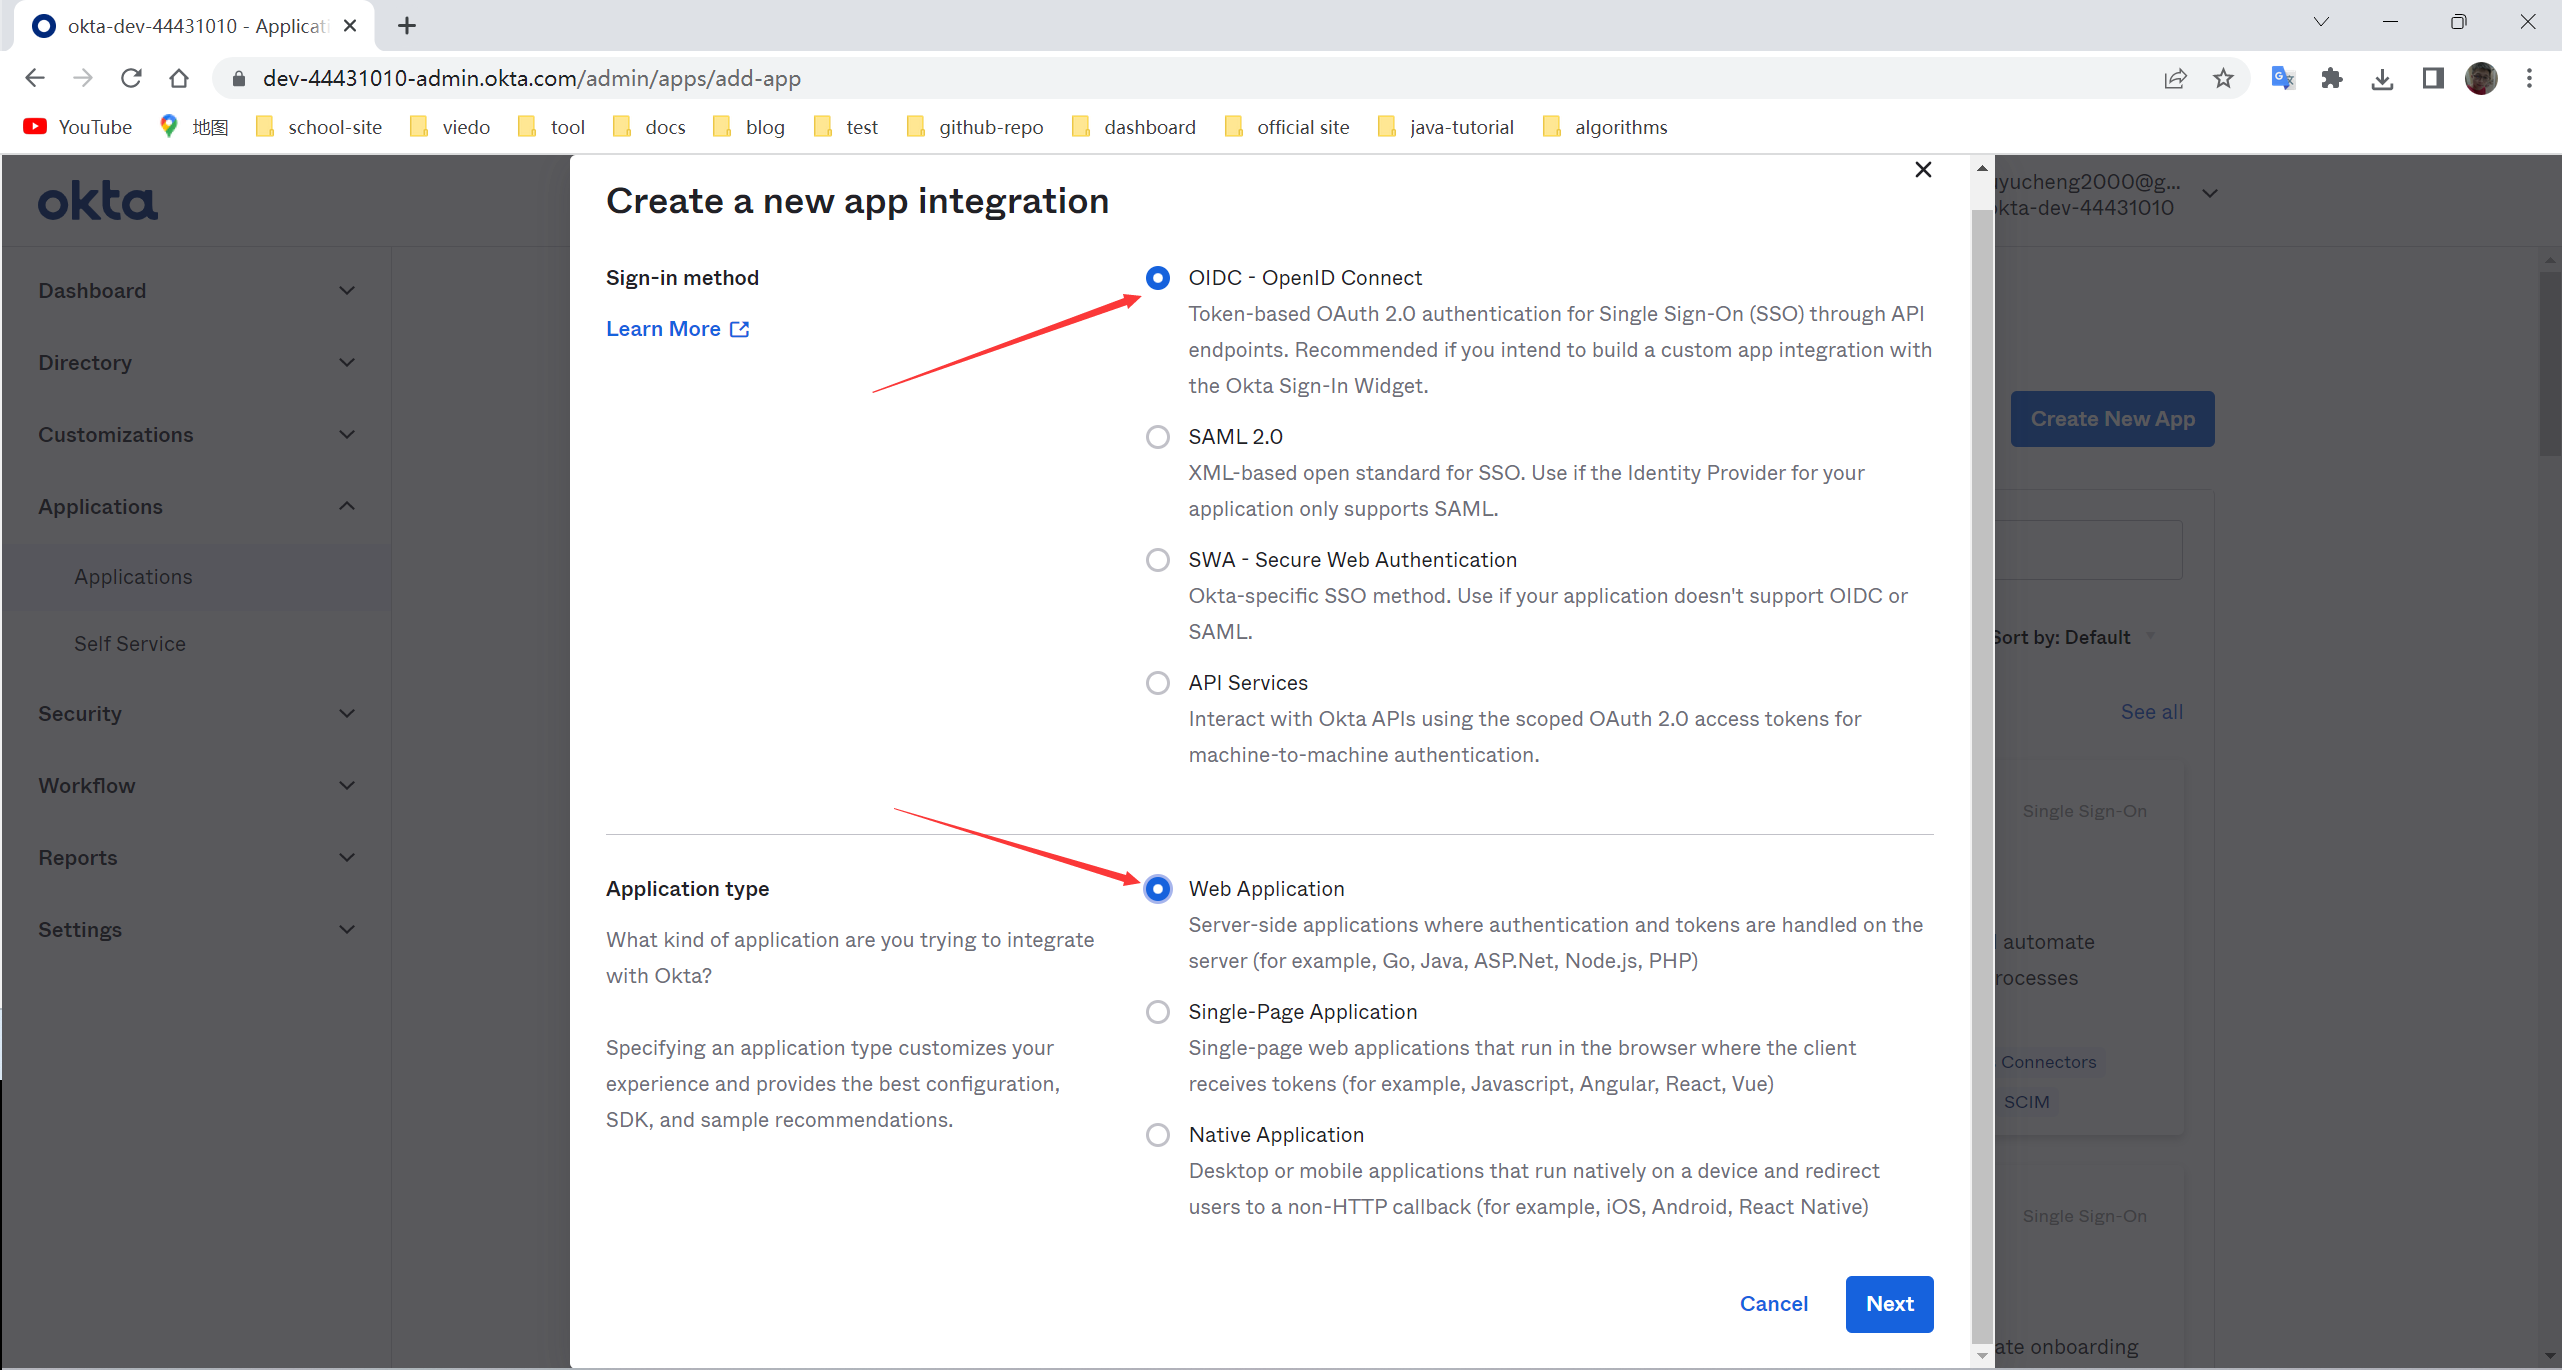 okta-dev-44431010 - Applicati
dev-44431010-admin.okta.com/admin/apps/add-app
YouTube
地图
school-site
viedo
tool
docs
blog
test
github-repo
dashboard
official site
java-tutorial
algorithms
okta
yucheng2000@g...
okta-dev-44431010
Dashboard
Directory
Customizations
Applications
Applications
Self Service
Security
Workflow
Reports
Settings
Create a new app integration
Sign-in method
Learn More
OIDC - OpenID Connect
Token-based OAuth 2.0 authentication for Single Sign-On (SSO) through API
endpoints. Recommended if you intend to build a custom app integration with
the Okta Sign-In Widget.
SAML 2.0
XML-based open standard for SSO. Use if the Identity Provider for your
application only supports SAML.
SWA - Secure Web Authentication
Okta-specific SSO method. Use if your application doesn't support OIDC or
SAML.
API Services
Interact with Okta APIs using the scoped OAuth 2.0 access tokens for
machine-to-machine authentication.
Application type
What kind of application are you trying to integrate
with Okta?
Specifying an application type customizes your
experience and provides the best configuration,
SDK, and sample recommendations.
Web Application
Server-side applications where authentication and tokens are handled on the
server (for example, Go, Java, ASP.Net, Node.js, PHP)
Single-Page Application
Single-page web applications that run in the browser where the client
receives tokens (for example, Javascript, Angular, React, Vue)
Native Application
Desktop or mobile applications that run natively on a device and redirect
users to a non-HTTP callback (for example, iOS, Android, React Native)
Cancel
Next
Create New App
Sort by: Default
See all
Single Sign-On
automate
rocesses
Connectors
SCIM
Single Sign-On
ate onboarding